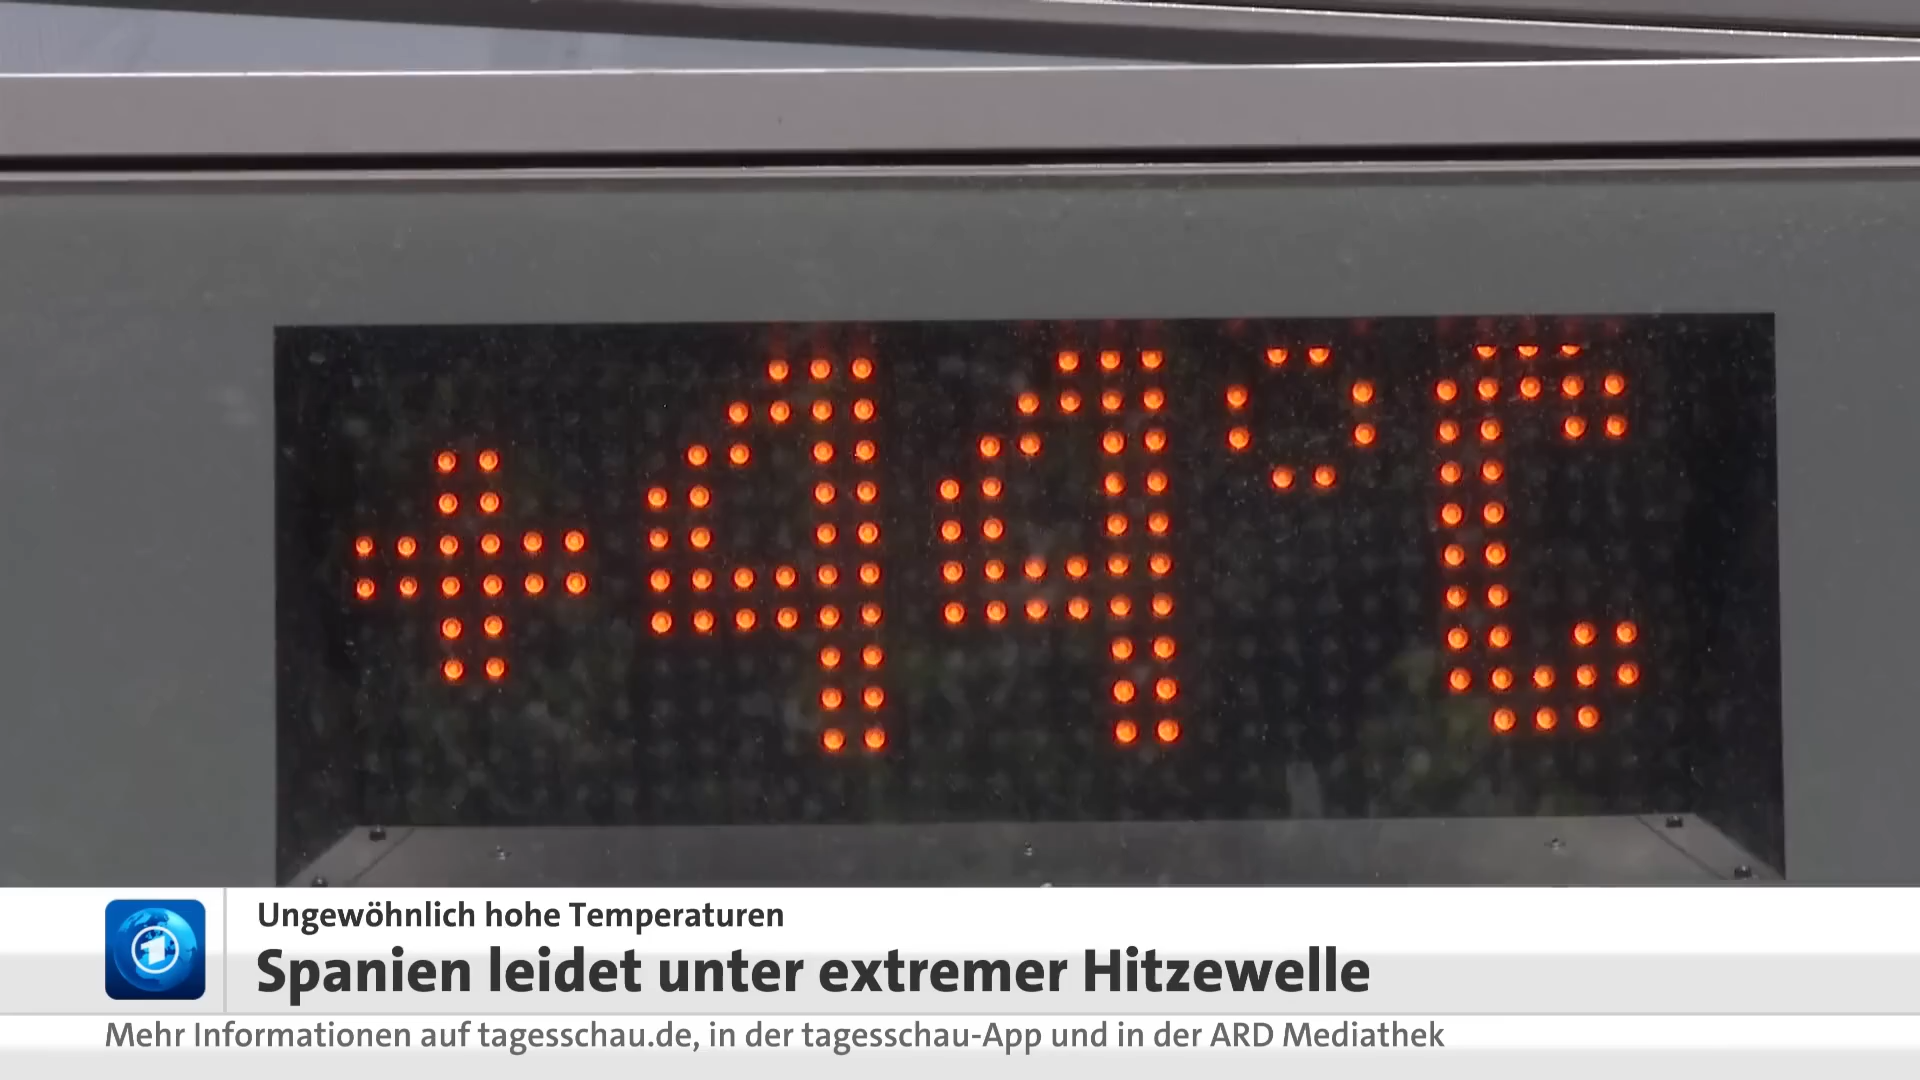 +44°C
Ungewöhnlich hohe Temperaturen
1
Spanien leidet unter extremer Hitzewelle
Mehr Informationen auf tagesschau.de, in der tagesschau-App und in der ARD Mediathek